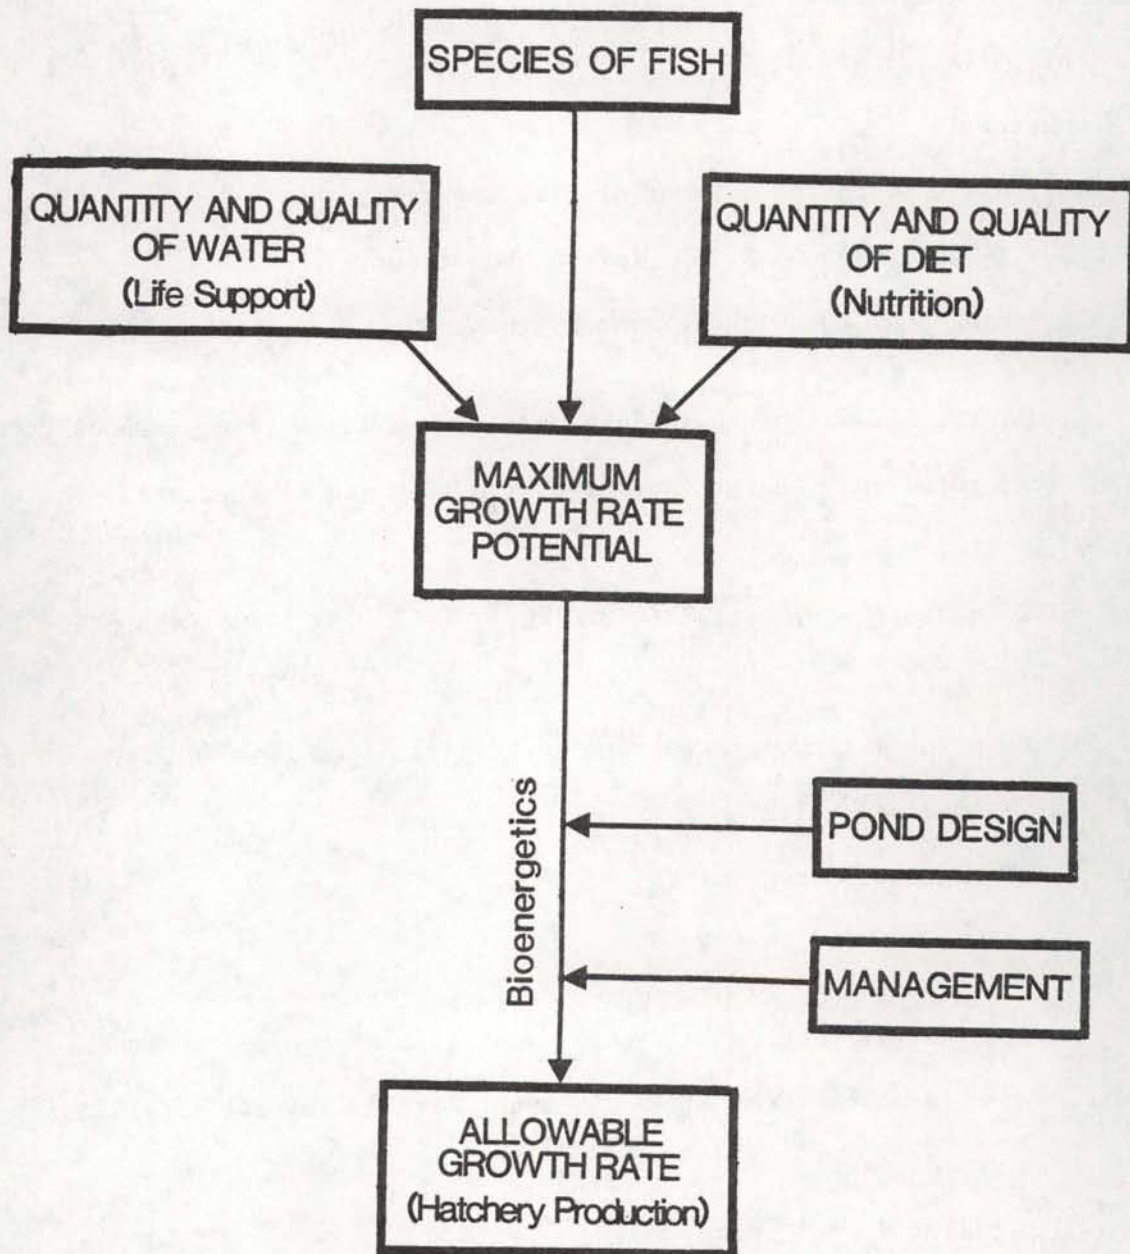 SPECIES OF FISH
QUANTITY AND QUALITY
OF WATER
(Life Support)
QUANTITY AND QUALITY
OF DIET
(Nutrition)
MAXIMUM
GROWTH RATE
POTENTIAL
Bioenergetics
POND DESIGN
MANAGEMENT
ALLOWABLE
GROWTH RATE
(Hatchery Production)